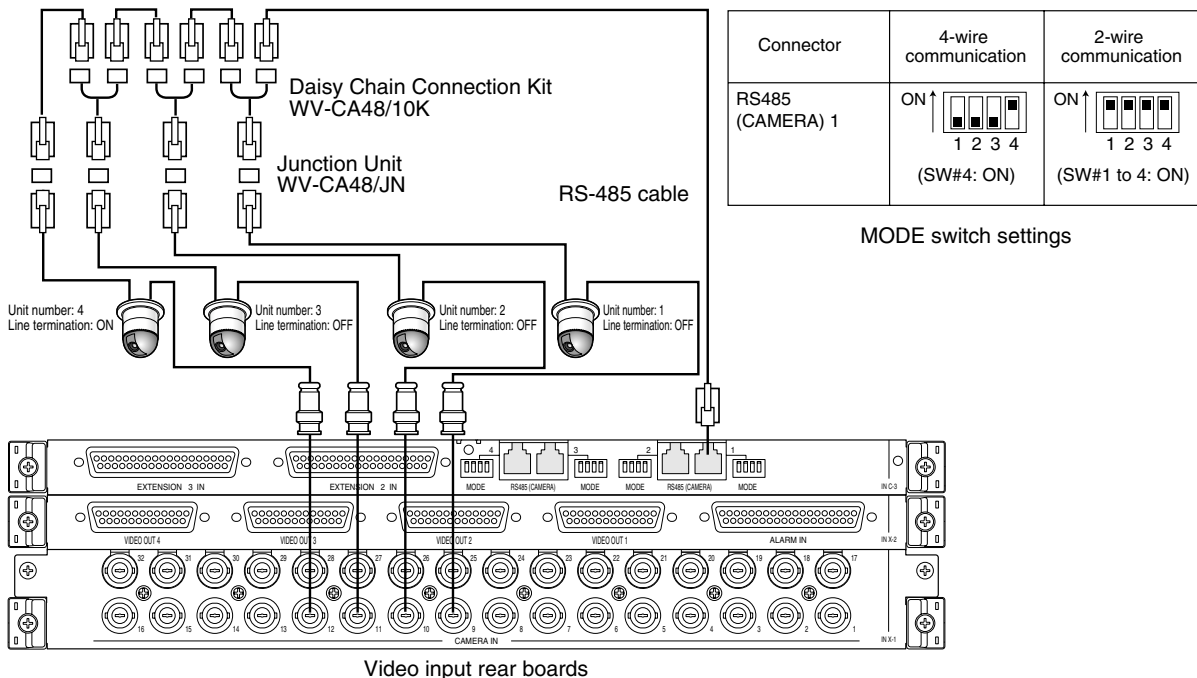 Daisy Chain Connection Kit
WV-CA48/10K
Junction Unit
WV-CA48/JN
RS-485 cable
Connector
4-wire
communication
2-wire
communication
RS485
(CAMERA) 1
ON
1 2 3 4
(SW#4: ON)
ON
1 2 3 4
(SW#1 to 4: ON)
MODE switch settings
Unit number: 4
Line termination: ON
Unit number: 3
Line termination: OFF
Unit number: 2
Line termination: OFF
Unit number: 1
Line termination: OFF
4 3 2 1
EXTENSION 3 IN
EXTENSION 2 IN
MODE
RS485 (CAMERA)
MODE
MODE
RS485 (CAMERA)
MODE
IN C-3
VIDEO OUT 4
VIDEO OUT 3
VIDEO OUT 2
VIDEO OUT 1
ALARM IN
IN X-2
32 31 30 29 28 27 26 25 24 23 22 21 20 19 18 17
16 15 14 13 12 11 10 9 8 7 6 5 4 3 2 1
CAMERA IN
IN X-1
Video input rear boards